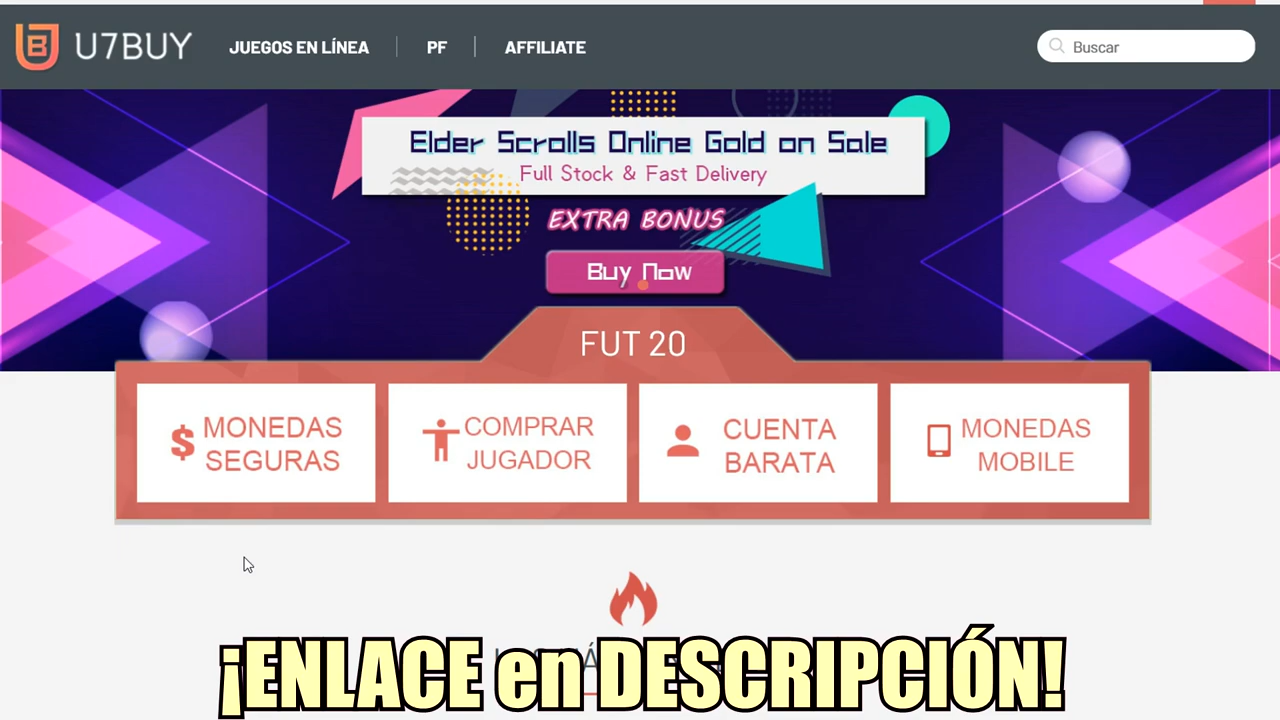 U7BUY
JUEGOS EN LÍNEA
PF
AFFILIATE
Buscar
Elder Scrolls Online Gold on Sale
Full Stock & Fast Delivery
EXTRA BONUS
Buy Now
FUT 20
$ MONEDAS
SEGURAS
COMPRAR
JUGADOR
CUENTA
BARATA
MONEDAS
MOBILE
¡ENLACE en DESCRIPCIÓN!